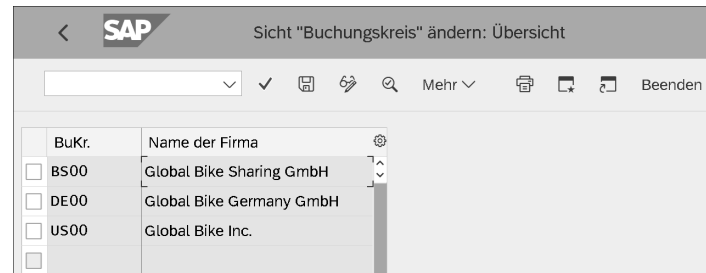 SAP Sicht "Buchungskreis" ändern: Übersicht
Mehr Beenden
BuKr. Name der Firma
BS00 Global Bike Sharing GmbH
DE00 Global Bike Germany GmbH
US00 Global Bike Inc.